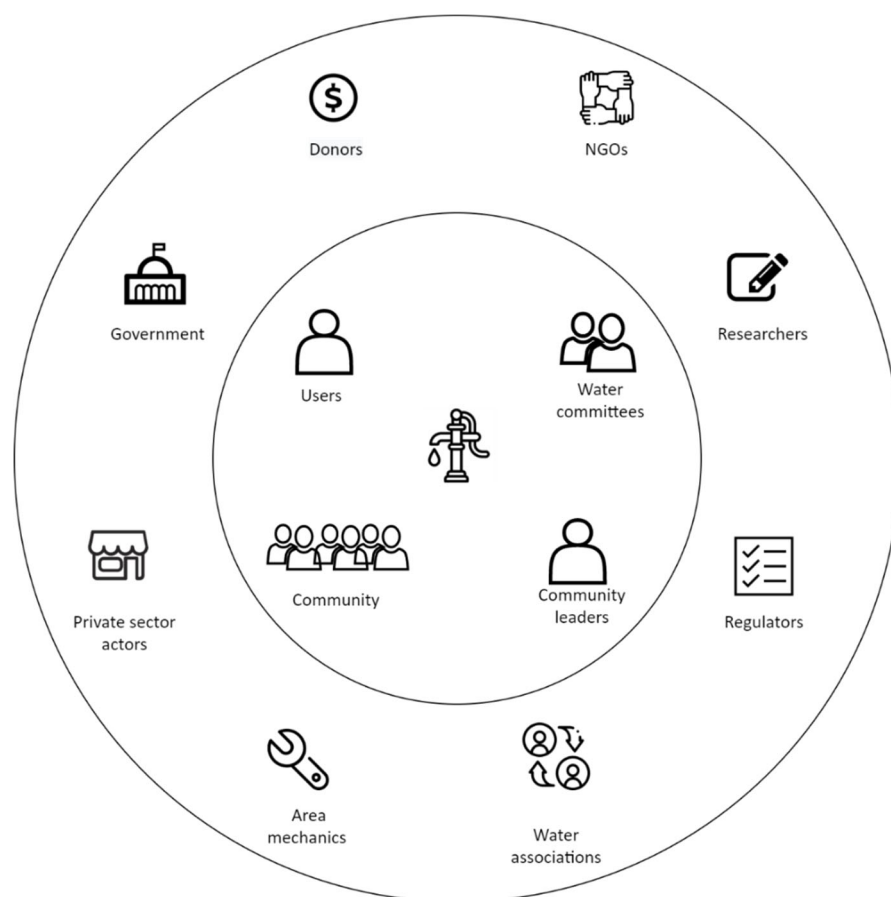 $
Donors
NGOs
Government
Researchers
Users
Water
committees
Community
Community
leaders
Private sector
actors
Regulators
Area
mechanics
Water
associations